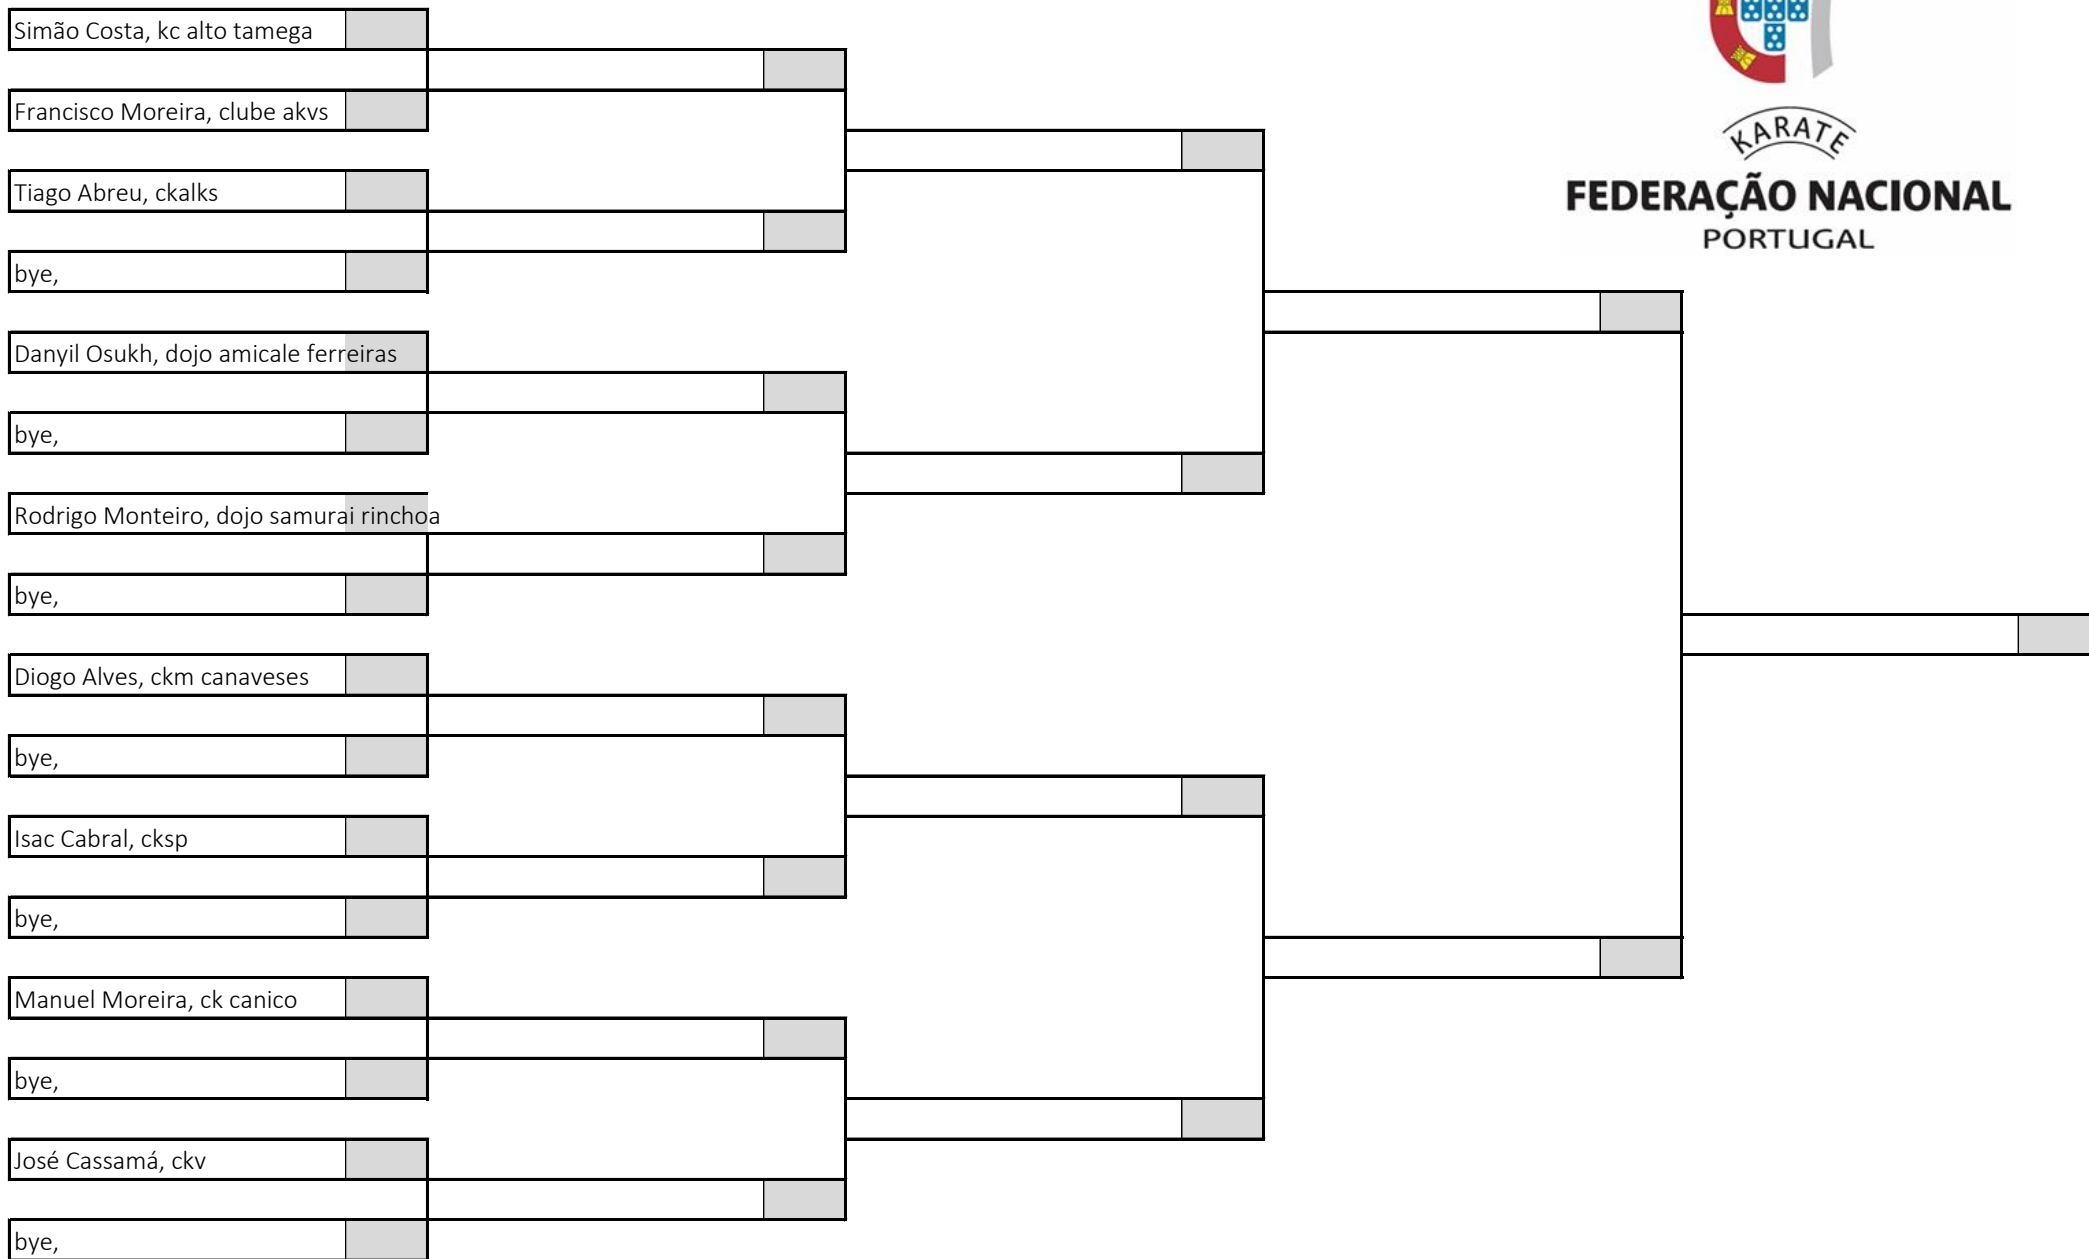 Simão Costa, kc alto tamega
Francisco Moreira, clube akvs
Tiago Abreu, ckalks
bye,
Danyil Osukh, dojo amicale ferreiras
bye,
Rodrigo Monteiro, dojo samurai rinchoa
bye,
Diogo Alves, ckm canaveses
bye,
Isac Cabral, cksp
bye,
Manuel Moreira, ck canico
bye,
José Cassamá, ckv
bye,
KARATE
FEDERAÇÃO NACIONAL
PORTUGAL